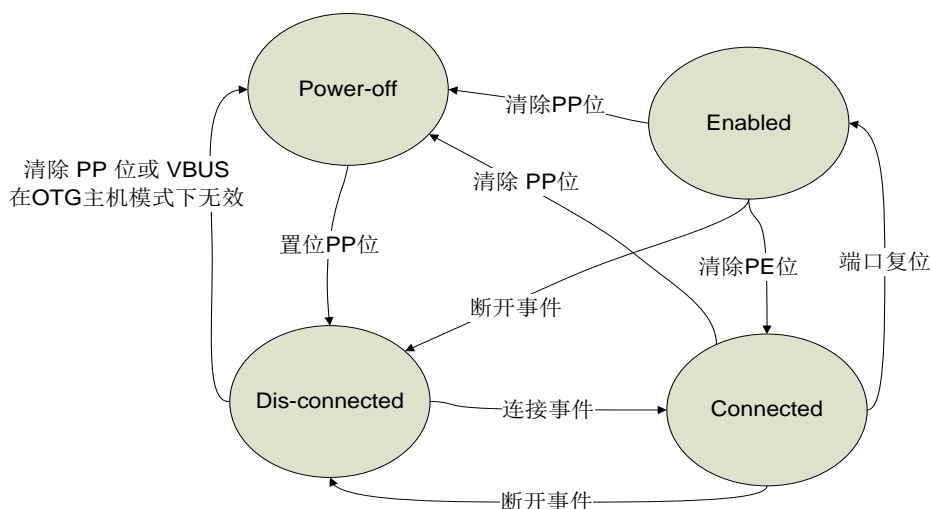 Power-off
Enabled
清除PP位
清除 PP 位或 VBUS
在OTG主机模式下无效
清除 PP位
置位PP位
清除PE位
端口复位
断开事件
Dis-connected
连接事件
Connected
断开事件